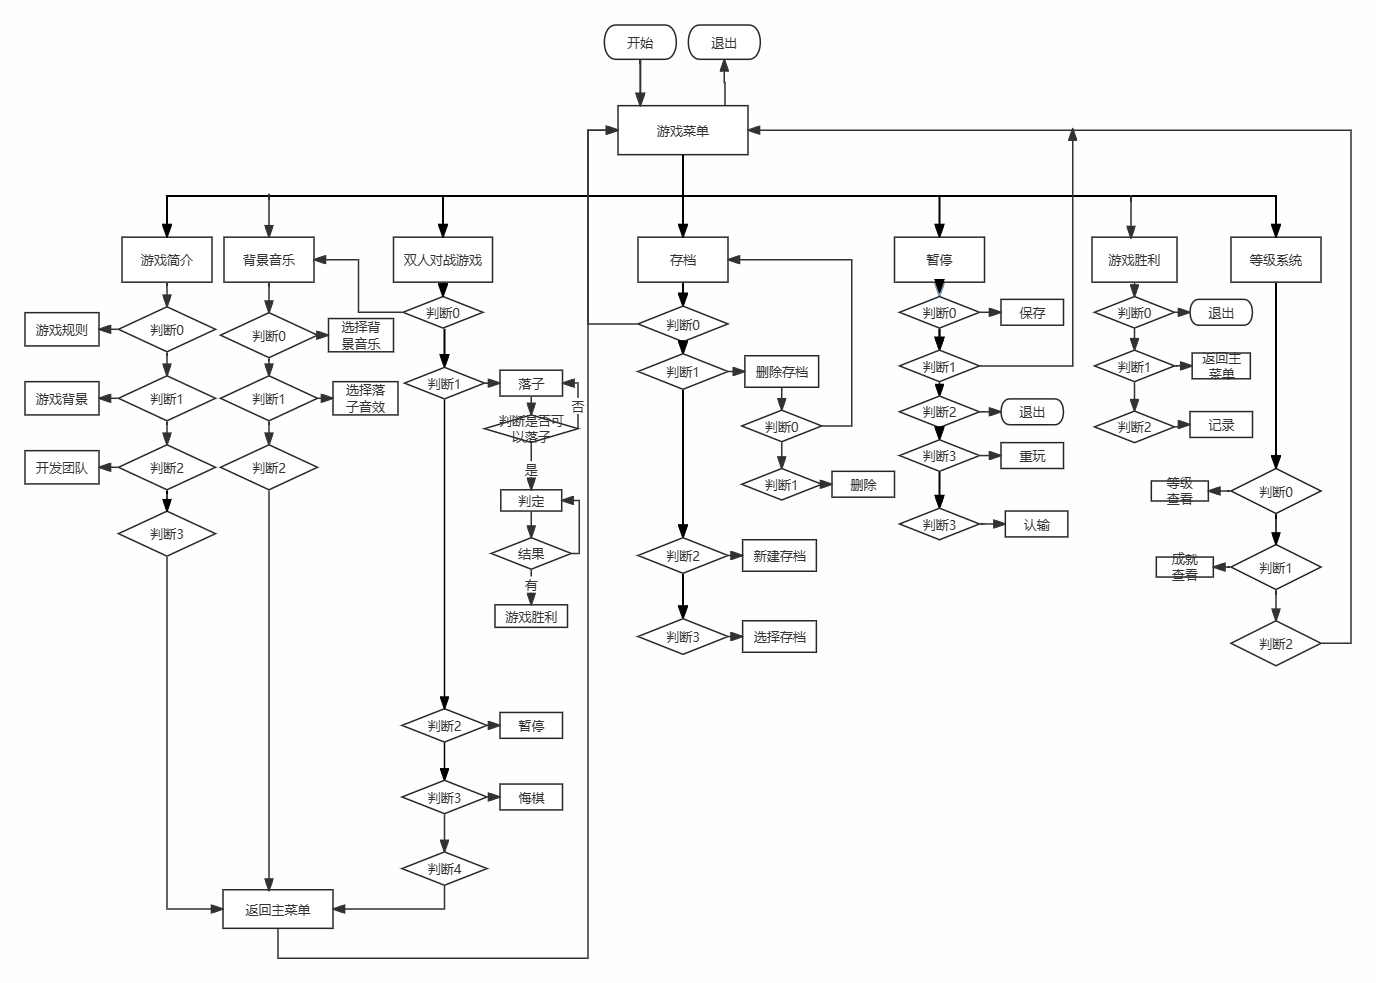 开始
退出
游戏菜单
游戏简介
背景音乐
双人对战游戏
存档
暂停
游戏胜利
等级系统
游戏规则
判断0
判断1
判断2
判断3
游戏背景
开发团队
判断0
选择背
景音乐
判断1
选择落
子音效
判断2
判断0
判断1
落子
否
判断是否可
以落子
是
判定
结果
有
游戏胜利
判断2
暂停
判断3
悔棋
判断4
返回主菜单
判断0
判断1
删除存档
判断0
判断1
删除
判断2
新建存档
判断3
选择存档
判断0
保存
判断1
判断2
退出
判断3
重玩
判断3
认输
判断0
退出
判断1
返回主
菜单
判断2
记录
判断0
等级
查看
判断1
成就
查看
判断2